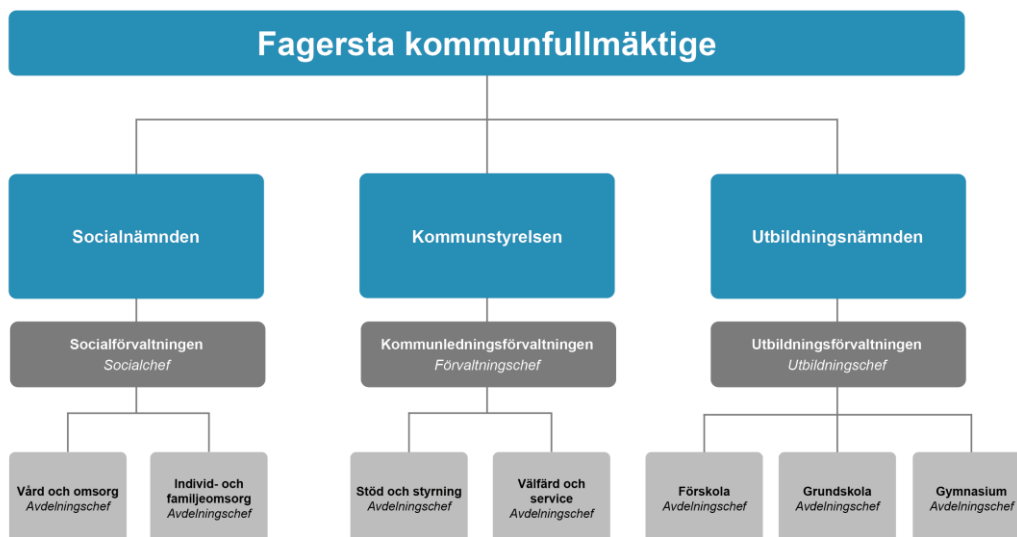 Fagersta kommunfullmäktige
Socialnämnden
Kommunstyrelsen
Utbildningsnämnden
Socialförvaltningen
Socialchef
Kommunledningsförvaltningen
Förvaltningschef
Utbildningsförvaltningen
Utbildningschef
Vård och omsorg
Avdelningschef
Individ- och
familjeomsorg
Avdelningschef
Stöd och styrning
Avdelningschef
Välfärd och
service
Avdelningschef
Förskola
Avdelningschef
Grundskola
Avdelningschef
Gymnasium
Avdelningschef